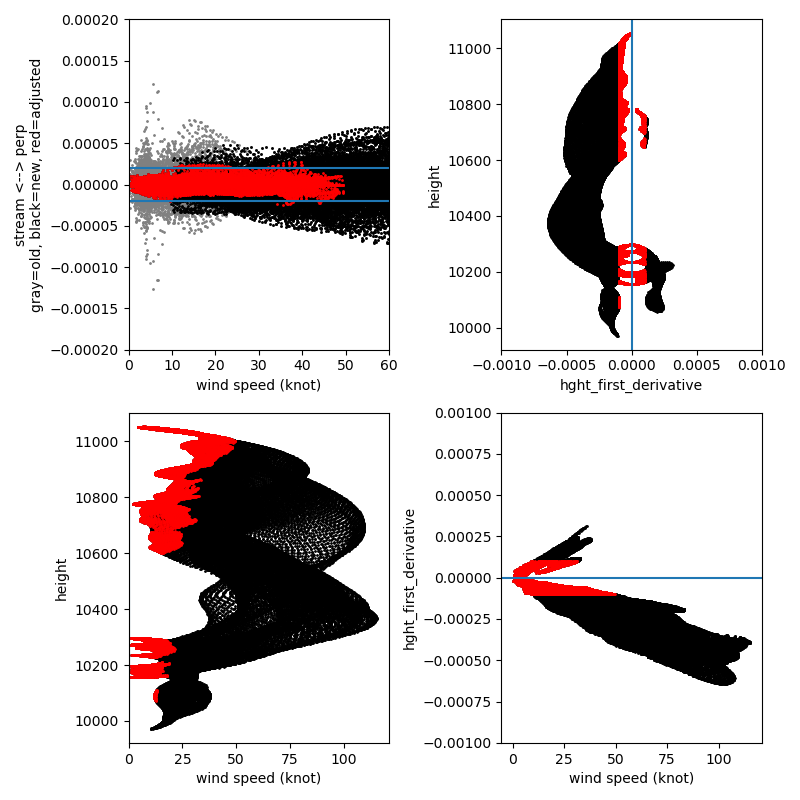 0.00020
0.00015
0.00010
0.00005
0.00000
−0.00005
−0.00010
−0.00015
−0.00020
stream <--> perp
gray=old, black=new, red=adjusted
0 10 20 30 40 50 60
wind speed (knot)
11000
10800
10600
10400
10200
10000
height
−0.0010 −0.0005 0.0000 0.0005 0.0010
hght_first_derivative
11000
10800
10600
10400
10200
10000
height
0 25 50 75 100
wind speed (knot)
0.00100
0.00075
0.00050
0.00025
0.00000
−0.00025
−0.00050
−0.00075
−0.00100
hght_first_derivative
0 25 50 75 100
wind speed (knot)